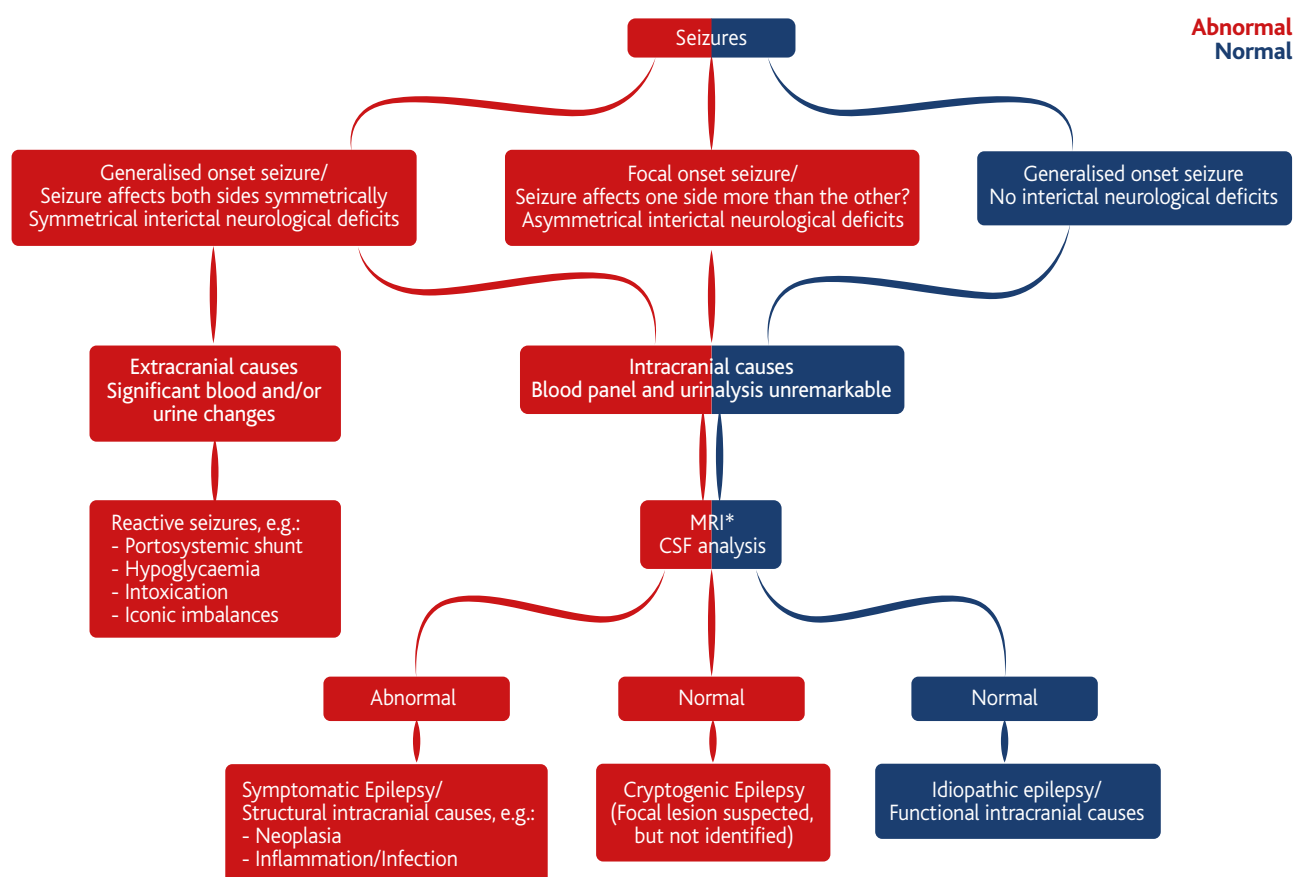 Abnormal
Normal
Seizures
Generalised onset seizure/
Seizure affects both sides symmetrically
Symmetrical interictal neurological deficits
Focal onset seizure/
Seizure affects one side more than the other?
Asymmetrical interictal neurological deficits
Generalised onset seizure
No interictal neurological deficits
Extracranial causes
Significant blood and/or
urine changes
Intracranial causes
Blood panel and urinalysis unremarkable
Reactive seizures, e.g.:
- Portosystemic shunt
- Hypoglycaemia
- Intoxication
- Iconic imbalances
MRI*
CSF analysis
Abnormal
Normal
Normal
Symptomatic Epilepsy/
Structural intracranial causes, e.g.:
- Neoplasia
- Inflammation/Infection
Cryptogenic Epilepsy
(Focal lesion suspected,
but not identified)
Idiopathic epilepsy/
Functional intracranial causes